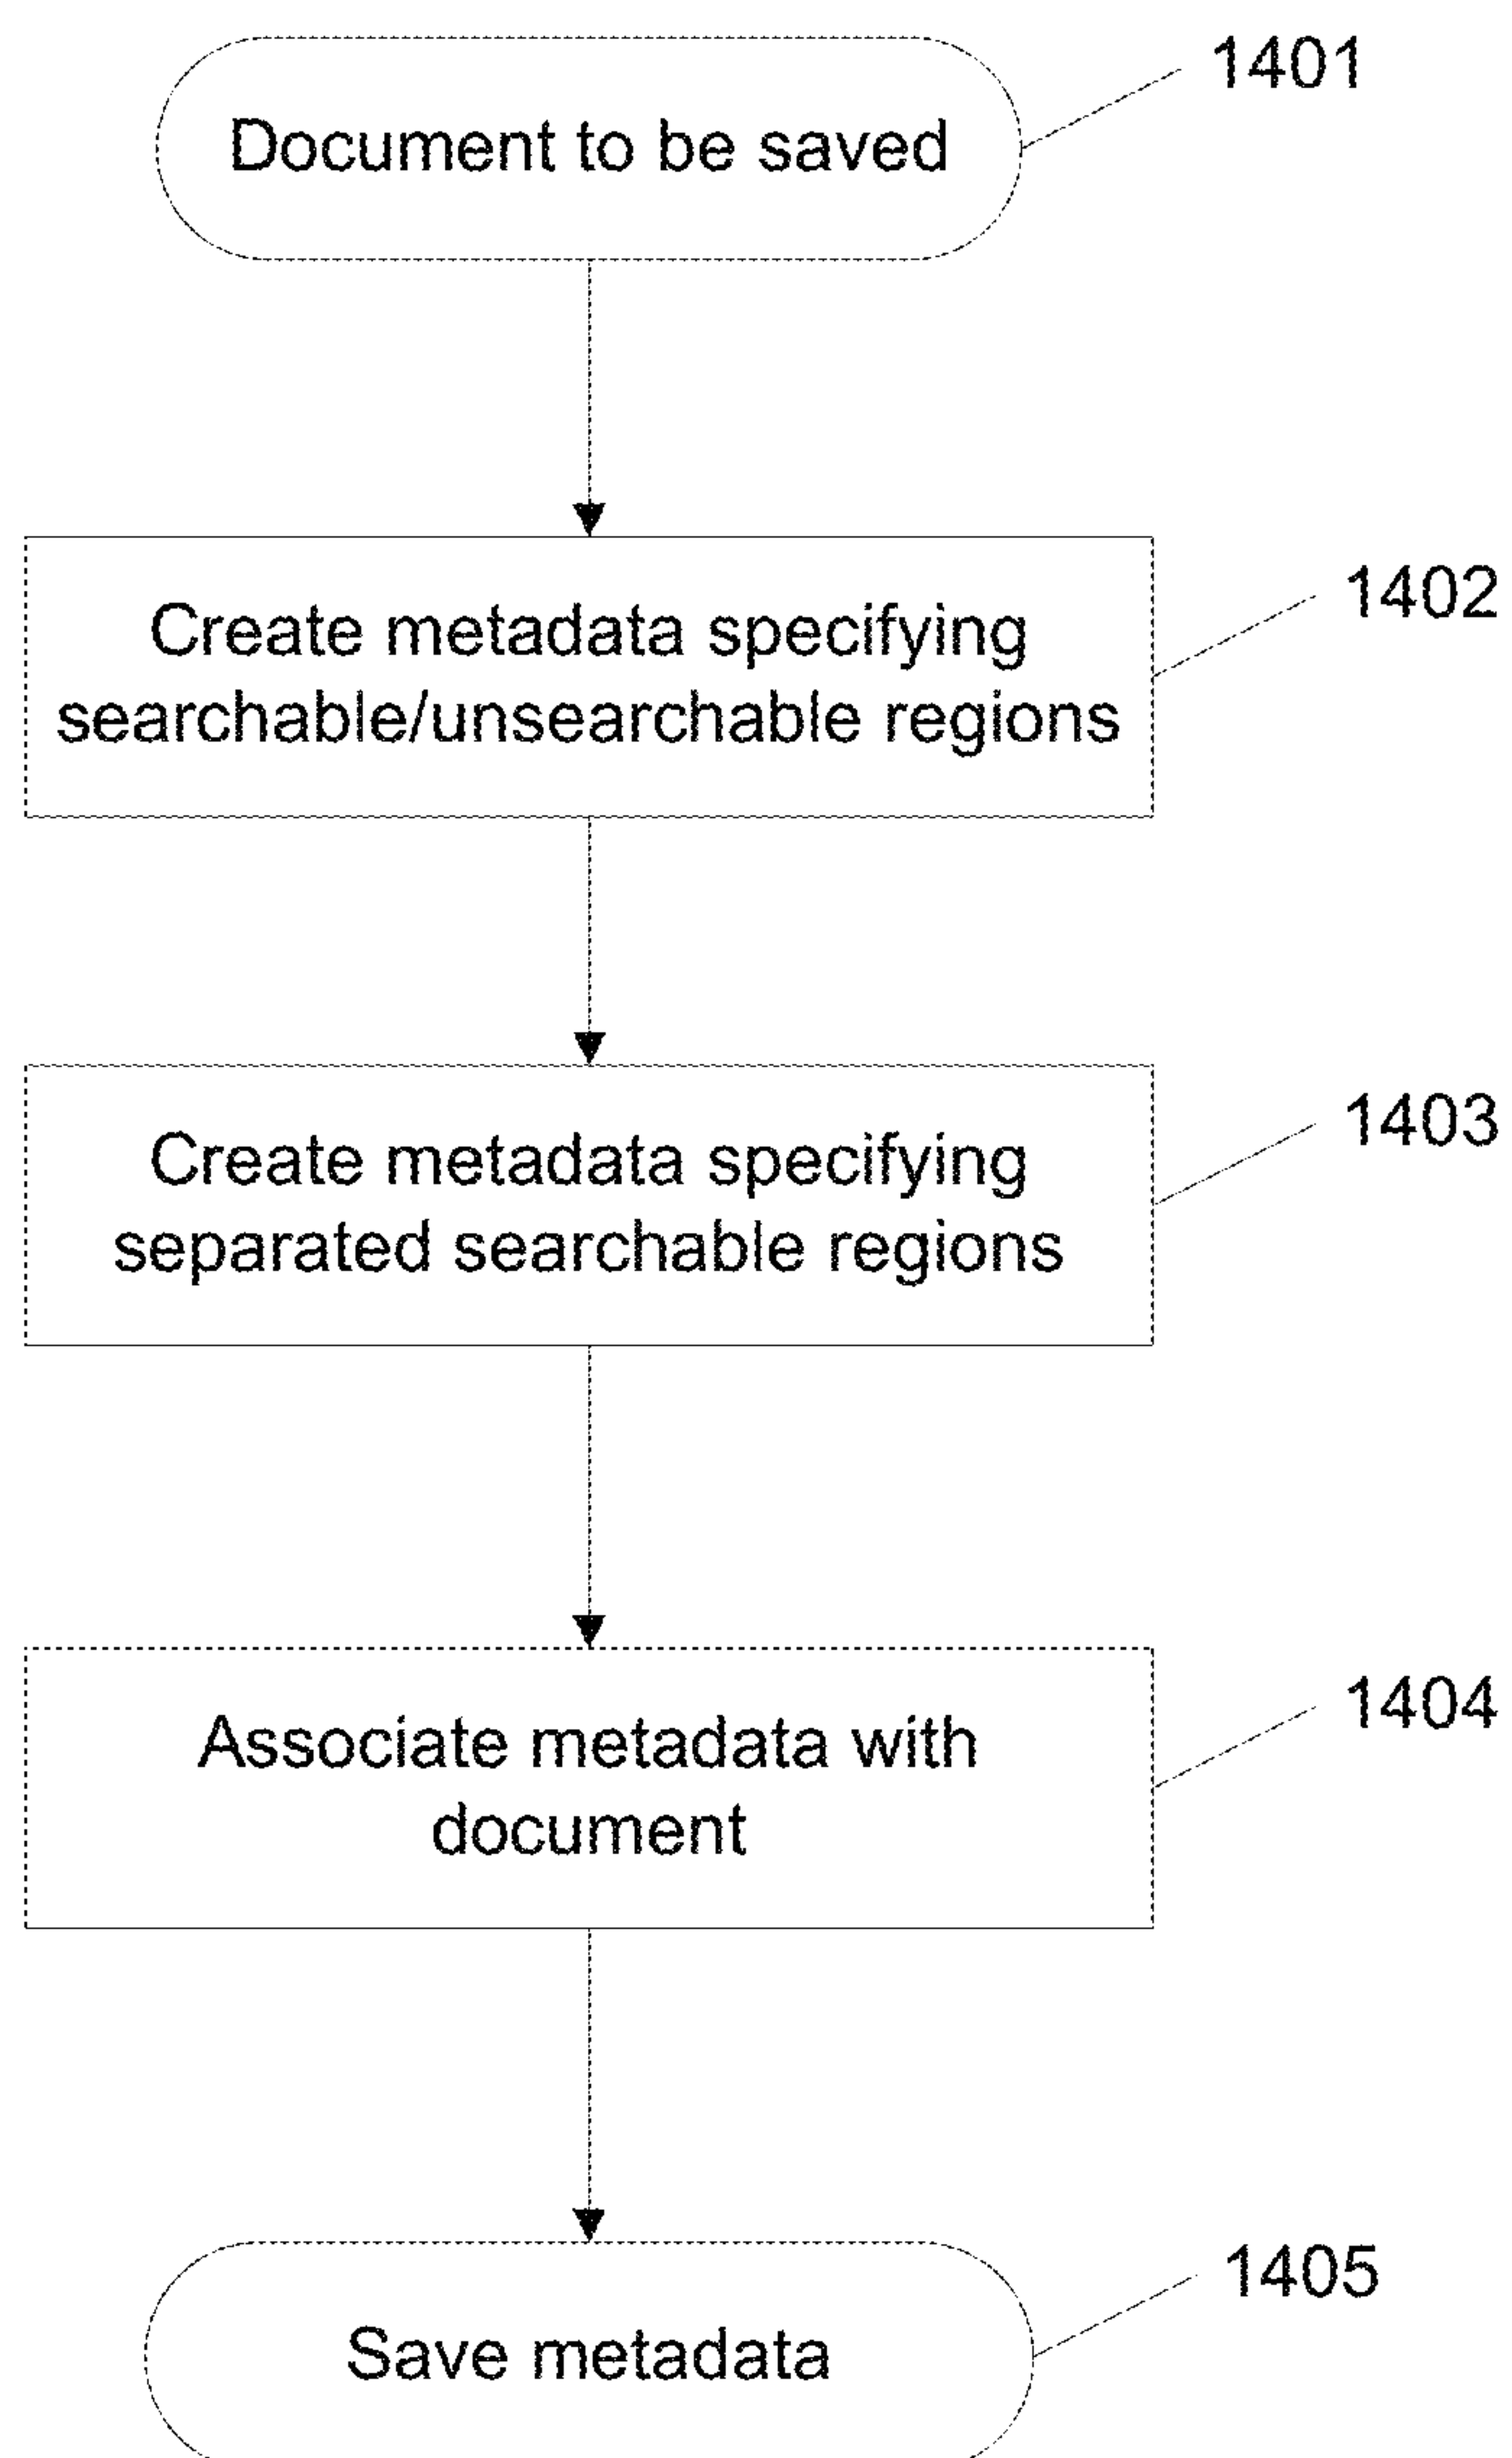 1401
Document to be saved
1402
Create metadata specifying
searchable/unsearchable regions
1403
Create metadata specifying
separated searchable regions
1404
Associate metadata with
document
1405
Save metadata